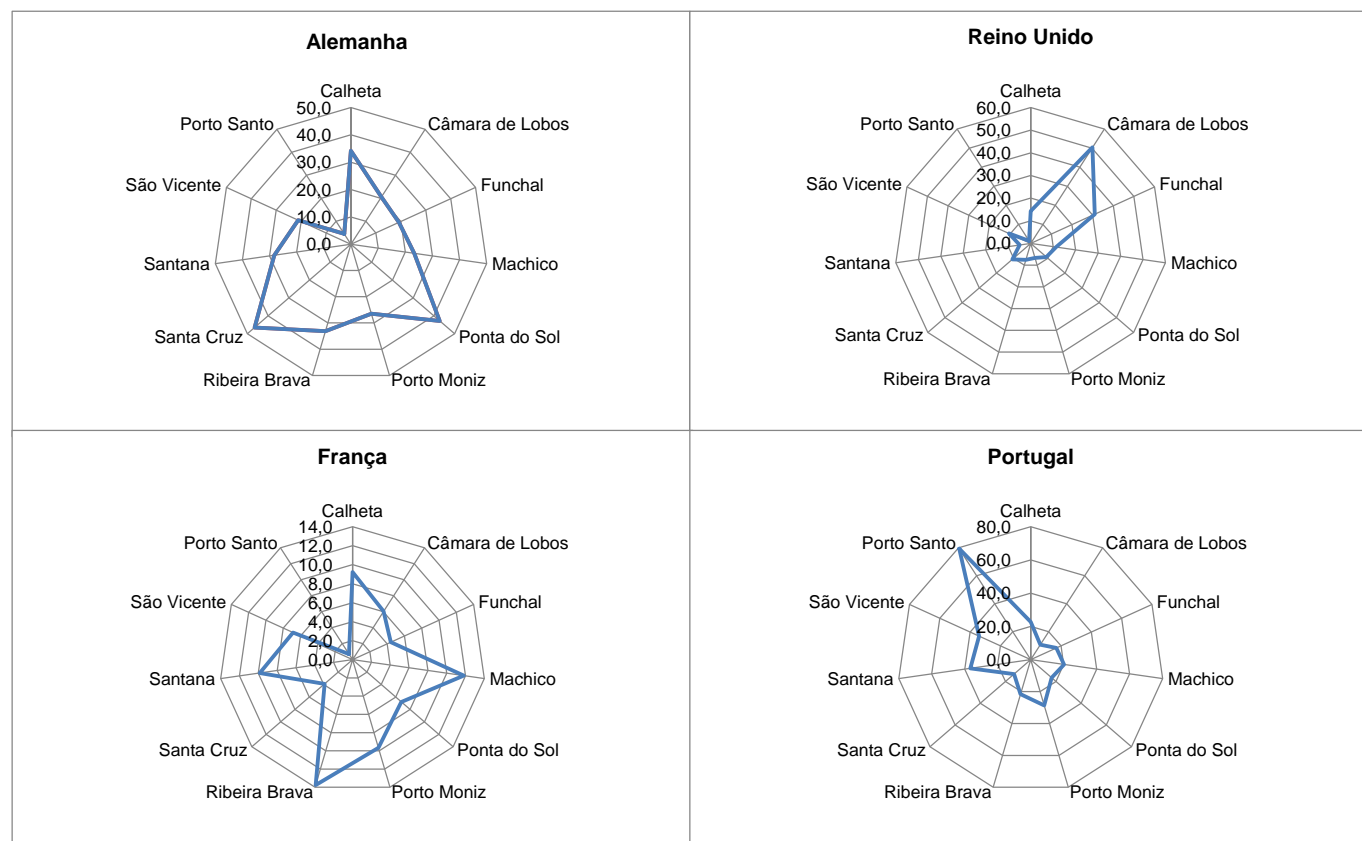 Alemanha
Calheta
50,0
Porto Santo
Câmara de Lobos
40,0
30,0
São Vicente
Funchal
20,0
10,0
0,0
Santana
Machico
Santa Cruz
Ponta do Sol
Ribeira Brava
Porto Moniz
Reino Unido
Calheta
60,0
Porto Santo
Câmara de Lobos
50,0
40,0
30,0
São Vicente
Funchal
20,0
10,0
0,0
Santana
Machico
Santa Cruz
Ponta do Sol
Ribeira Brava
Porto Moniz
França
Calheta
14,0
Porto Santo
Câmara de Lobos
12,0
10,0
8,0
São Vicente
Funchal
6,0
4,0
2,0
0,0
Santana
Machico
Santa Cruz
Ponta do Sol
Ribeira Brava
Porto Moniz
Portugal
Calheta
80,0
Porto Santo
Câmara de Lobos
60,0
São Vicente
Funchal
40,0
20,0
0,0
Santana
Machico
Santa Cruz
Ponta do Sol
Ribeira Brava
Porto Moniz